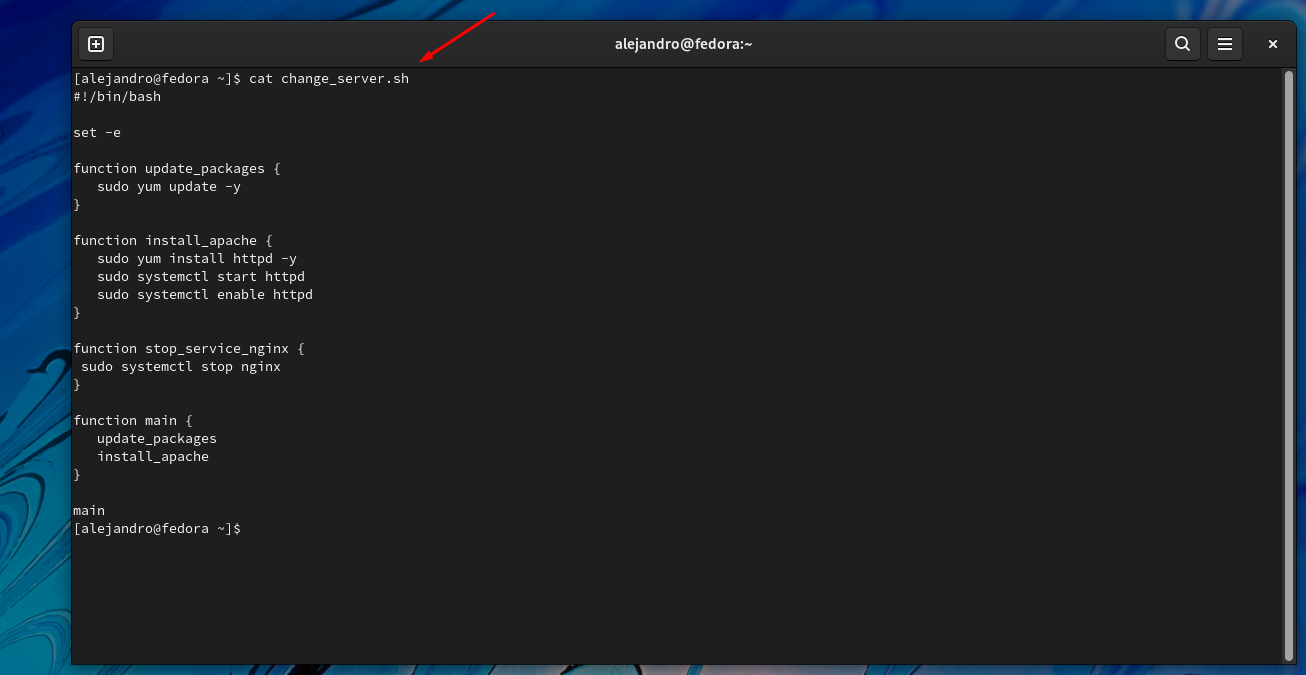 alejandro@fedora:~
[alejandro@fedora ~]$ cat change_server.sh
#!/bin/bash

set -e

function update_packages {
   sudo yum update -y
}

function install_apache {
   sudo yum install httpd -y
   sudo systemctl start httpd
   sudo systemctl enable httpd
}

function stop_service_nginx {
 sudo systemctl stop nginx
}

function main {
   update_packages
   install_apache
}

main
[alejandro@fedora ~]$